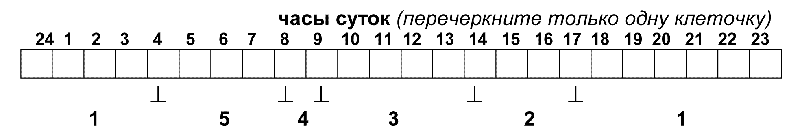 часы суток (перечеркните только одну клеточку)
24 1 2 3 4 5 6 7 8 9 10 11 12 13 14 15 16 17 18 19 20 21 22 23
1 5 4 3 2 1